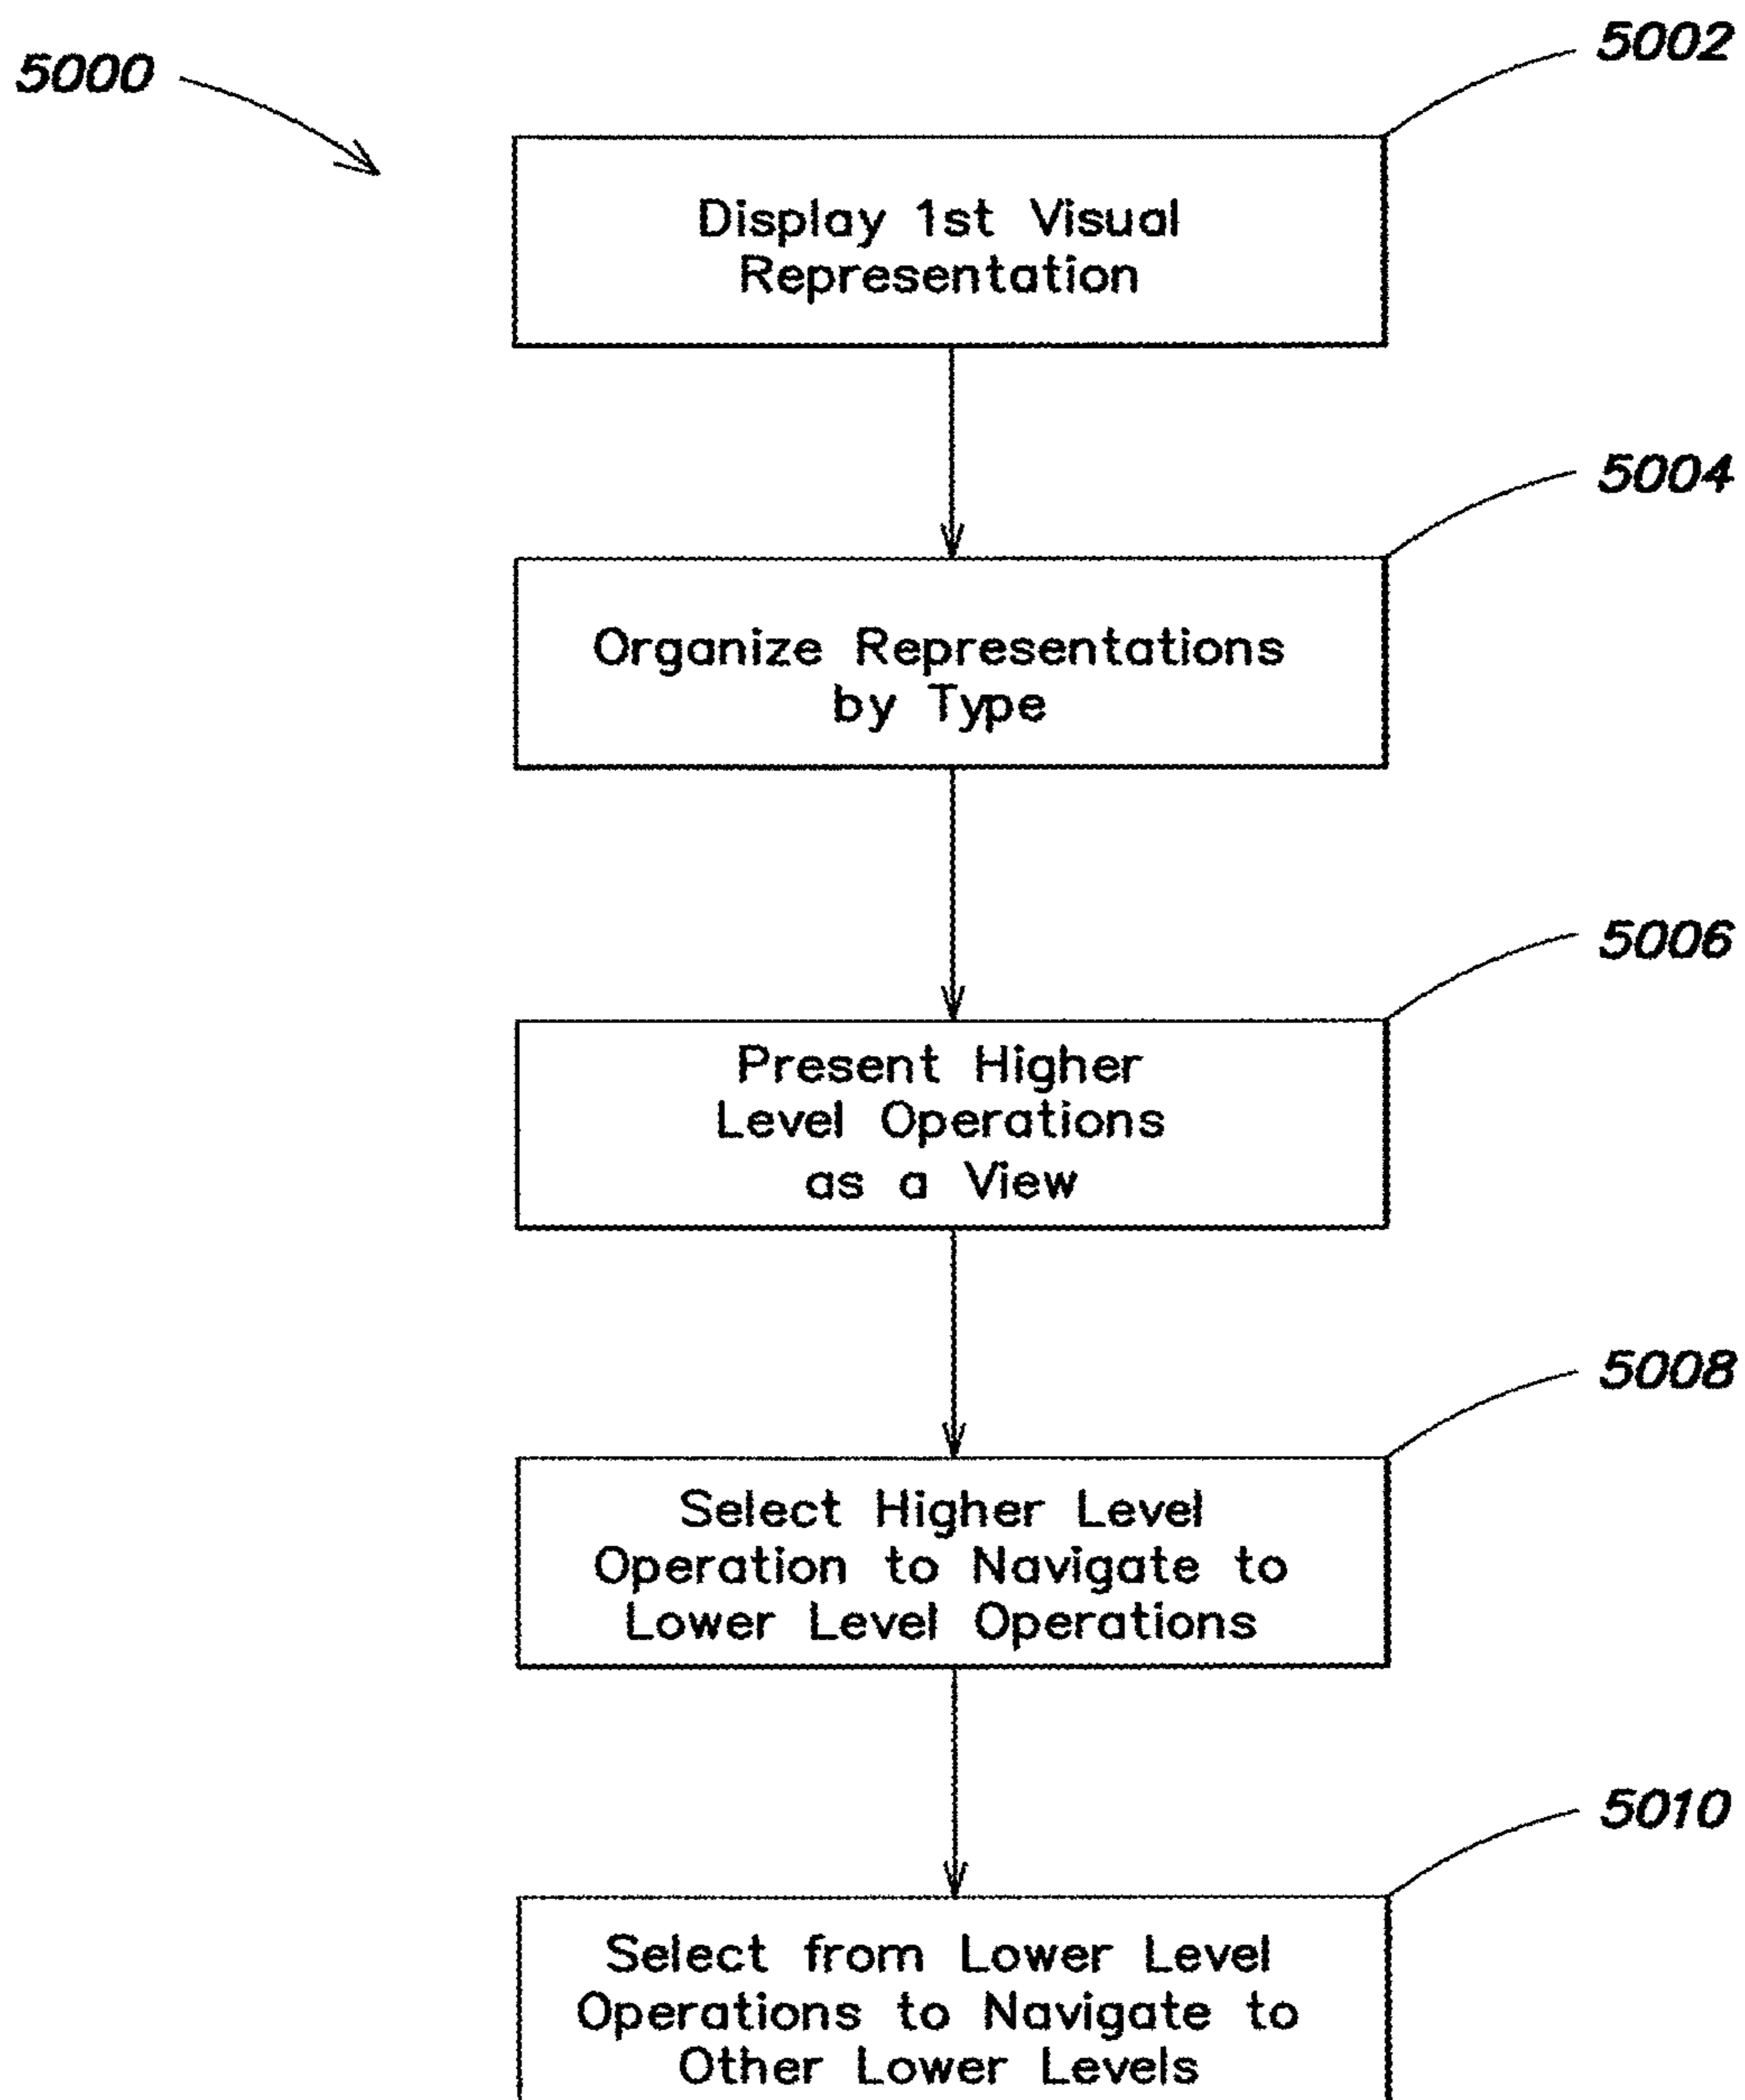 5000
5002
Display 1st Visual
Representation
5004
Organize Representations
by Type
5006
Present Higher
Level Operations
as a View
5008
Select Higher Level
Operation to Navigate to
Lower Level Operations
5010
Select from Lower Level
Operations to Navigate to
Other Lower Levels